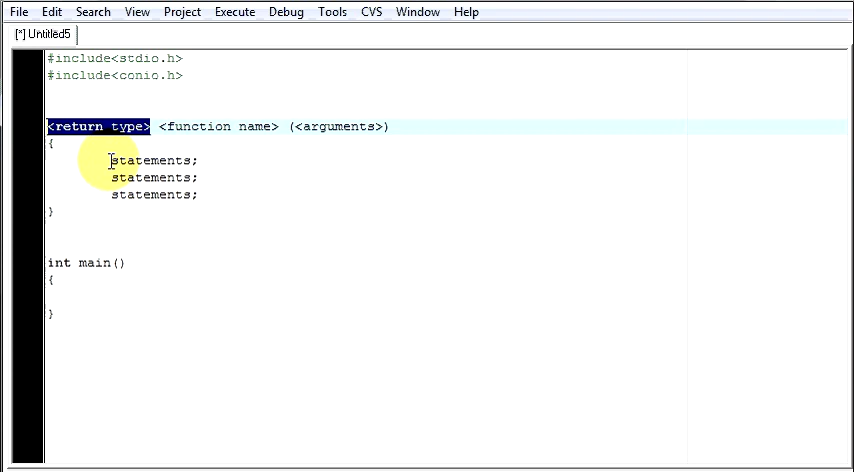 File Edit Search View Project Execute Debug Tools CVS Window Help
[*] Untitled5
#include<stdio.h>
#include<conio.h>
<return type> <function name> (<arguments>)
{
statements;
statements;
statements;
}
int main()
{
}